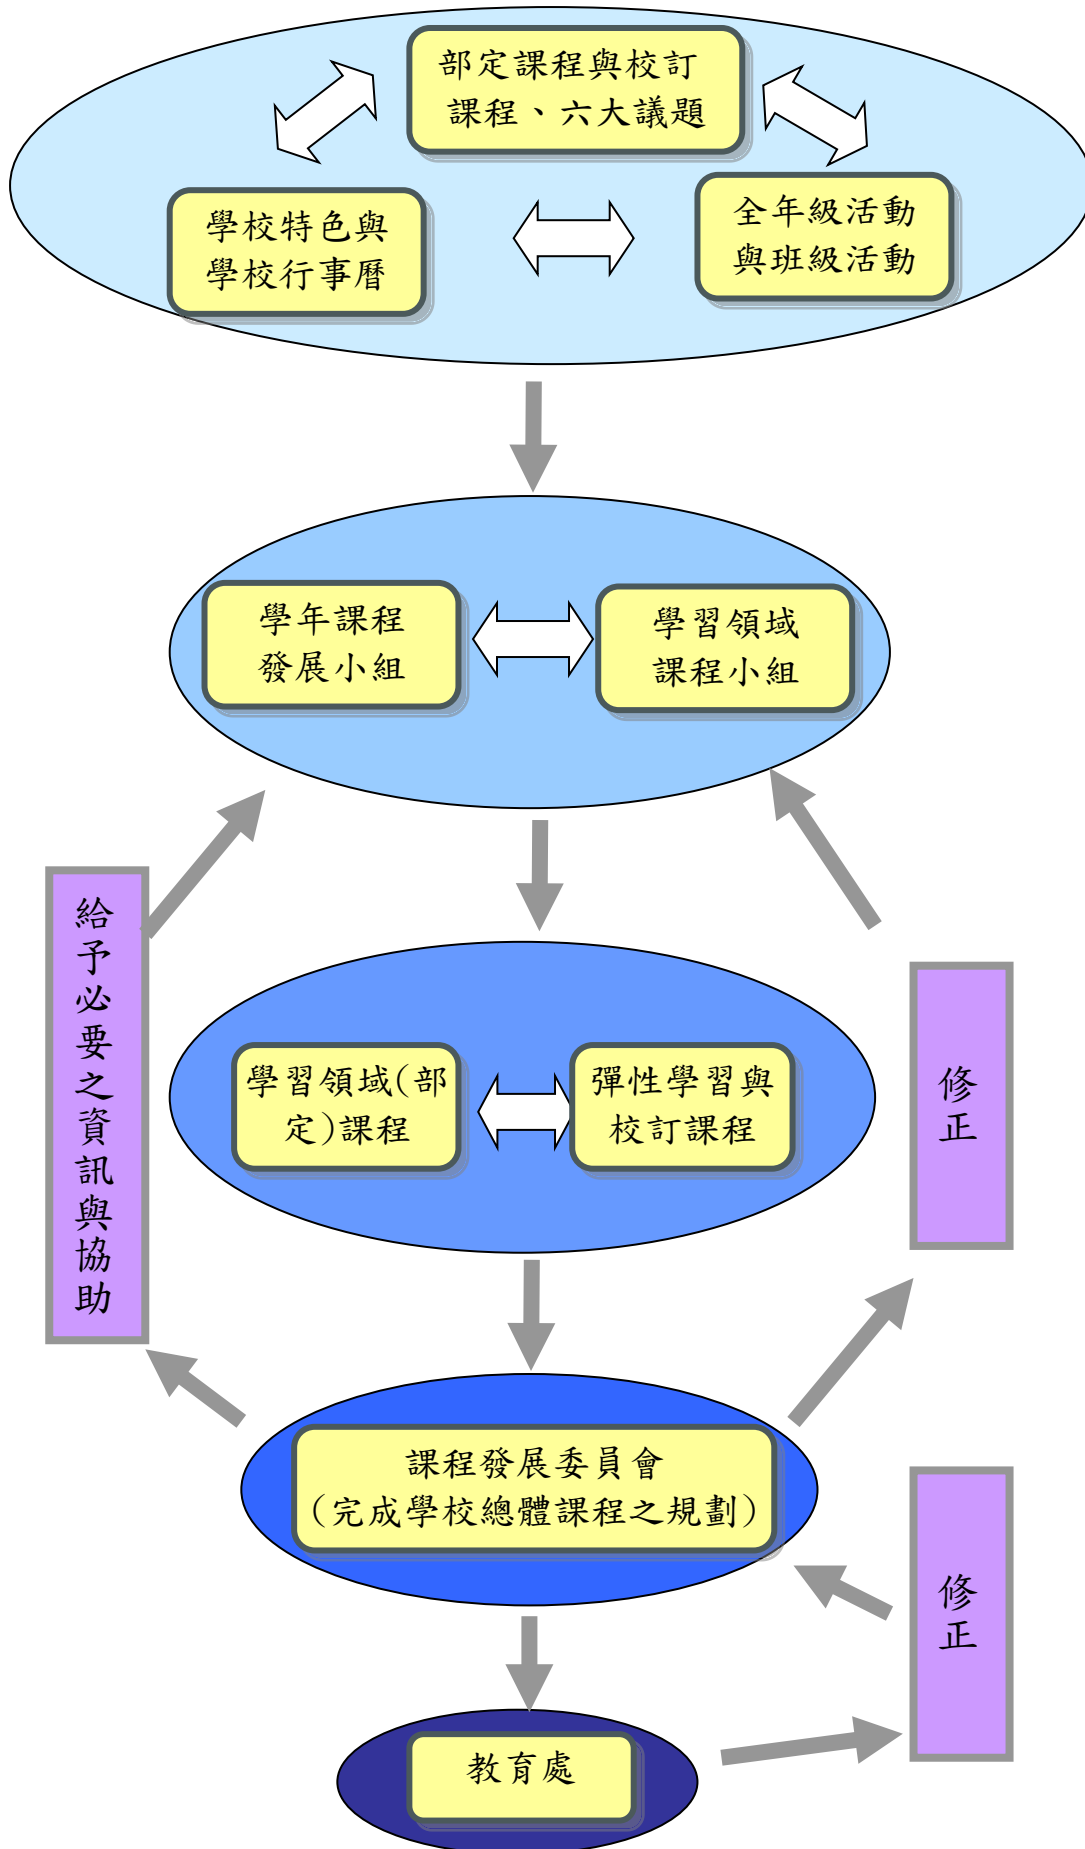 部定課程與校訂
課程、六大議題
學校特色與
學校行事曆
全年級活動
與班級活動
學年課程
發展小組
學習領域
課程小組
給予必要之資訊與協助
學習領域(部
定)課程
彈性學習與
校訂課程
修正
課程發展委員會
(完成學校總體課程之規劃)
修正
教育處